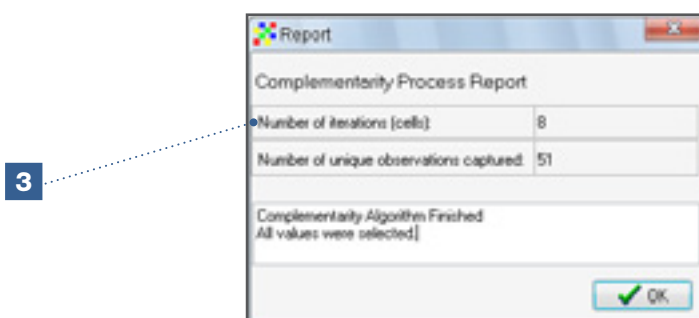 Report
Complementarity Process Report
Number of iterations (cells): 8
Number of unique observations captured: 51
3
Complementarity Algorithm Finished
All values were selected.
OK